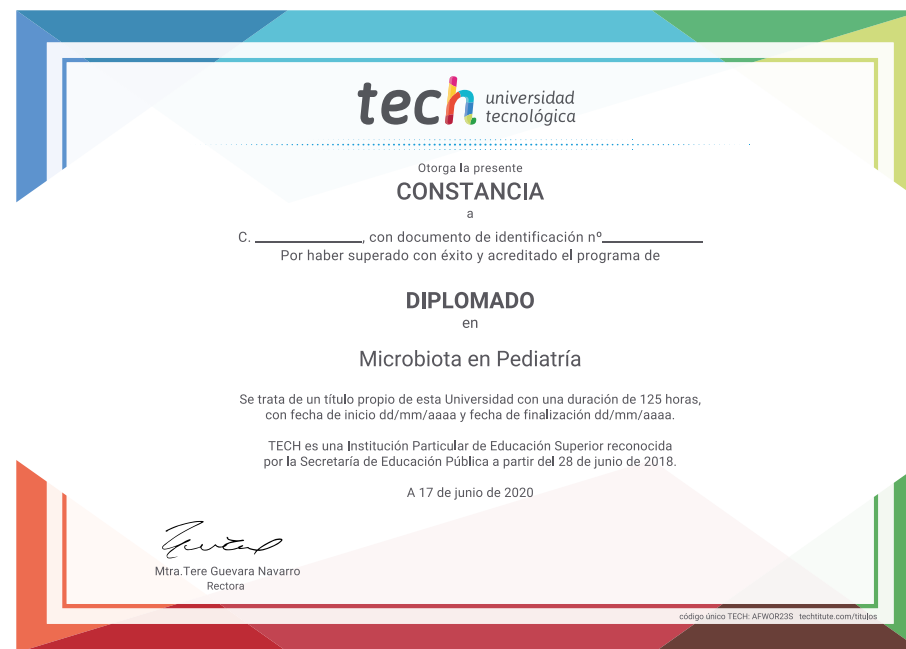 tech universidad
tecnológica
Otorga la presente
CONSTANCIA
a
C. ____________, con documento de identificación nº____________
Por haber superado con éxito y acreditado el programa de
DIPLOMADO
en
Microbiota en Pediatría
Se trata de un título propio de esta Universidad con una duración de 125 horas,
con fecha de inicio dd/mm/aaaa y fecha de finalización dd/mm/aaaa.
TECH es una Institución Particular de Educación Superior reconocida
por la Secretaría de Educación Pública a partir del 28 de junio de 2018.
A 17 de junio de 2020
Mtra.Tere Guevara Navarro
Rectora
código único TECH: AFWOR23S techtitute.com/titulos